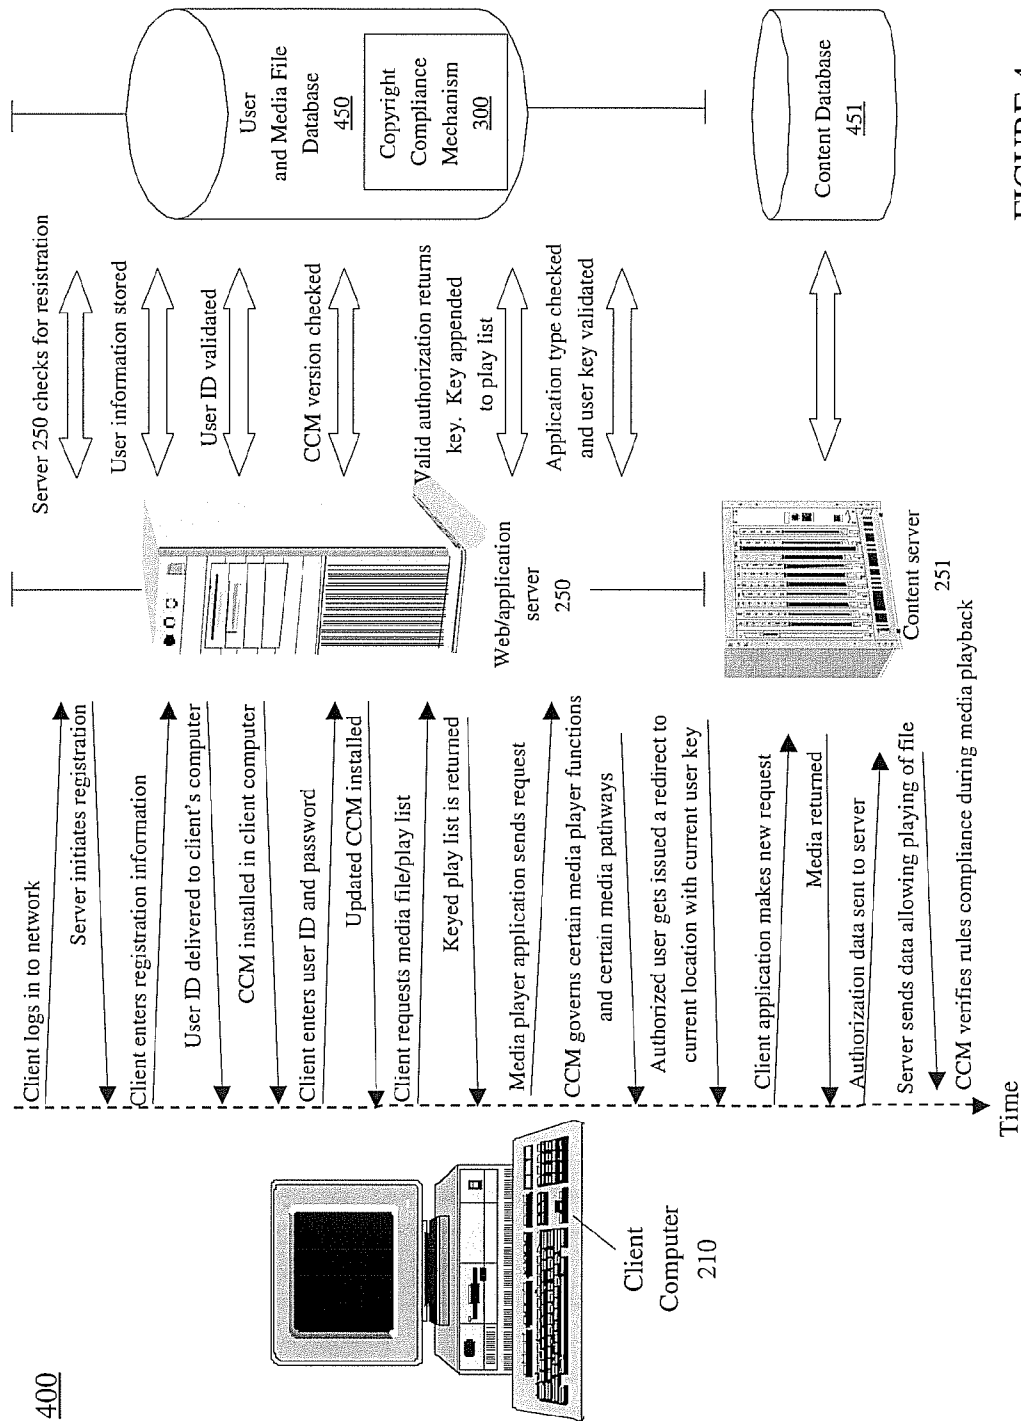 400
Client
Computer
210
Time
Client logs in to network
Server initiates registration
Client enters registration information
User ID delivered to client's computer
CCM installed in client computer
Client enters user ID and password
Updated CCM installed
Client requests media file/play list
Keyed play list is returned
Media player application sends request
CCM governs certain media player functions
and certain media pathways
Authorized user gets issued a redirect to
current location with current user key
Client application makes new request
Media returned
Authorization data sent to server
Server sends data allowing playing of file
CCM verifies rules compliance during media playback
Web/application
server
250
Content server
251
Server 250 checks for resistration
User information stored
User ID validated
CCM version checked
Valid authorization returns
key. Key appended
to play list
Application type checked
and user key validated
User
and Media File
Database
450
Copyright
Compliance
Mechanism
300
Content Database
451